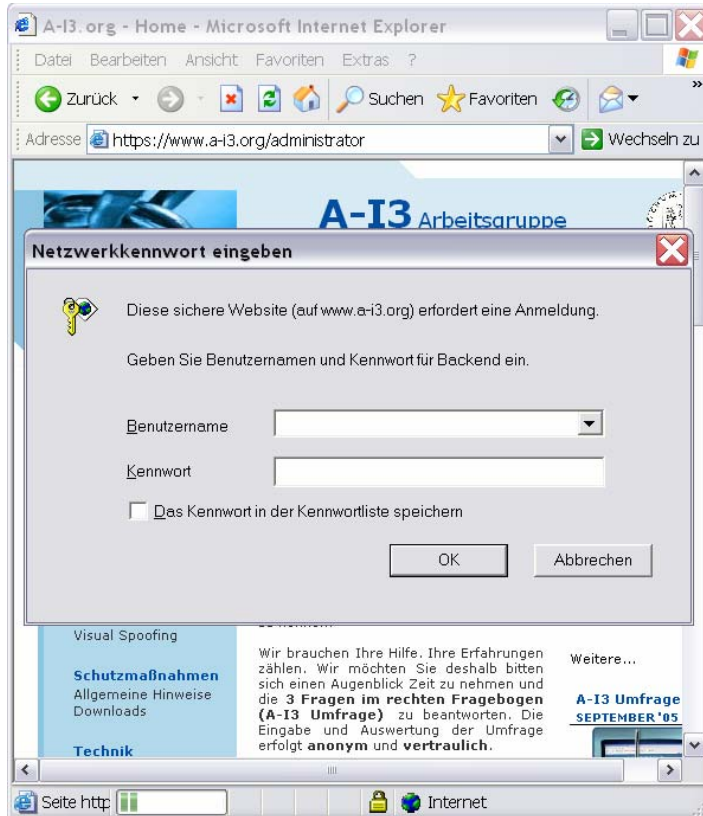 A-I3.org - Home - Microsoft Internet Explorer
Datei Bearbeiten Ansicht Favoriten Extras ?
Zurück Suchen Favoriten »
Adresse https://www.a-i3.org/administrator Wechseln zu
A-I3 Arbeitsgruppe
Netzwerkkennwort eingeben
Diese sichere Website (auf www.a-i3.org) erfordert eine Anmeldung.
Geben Sie Benutzernamen und Kennwort für Backend ein.
Benutzername
Kennwort
Das Kennwort in der Kennwortliste speichern
OK Abbrechen
Visual Spoofing
Schutzmaßnahmen
Allgemeine Hinweise
Downloads
Technik
Wir brauchen Ihre Hilfe. Ihre Erfahrungen
zählen. Wir möchten Sie deshalb bitten
sich einen Augenblick Zeit zu nehmen und
die 3 Fragen im rechten Fragebogen
(A-I3 Umfrage) zu beantworten. Die
Eingabe und Auswertung der Umfrage
erfolgt anonym und vertraulich.
Weitere...
A-I3 Umfrage
SEPTEMBER '05
Seite http Internet